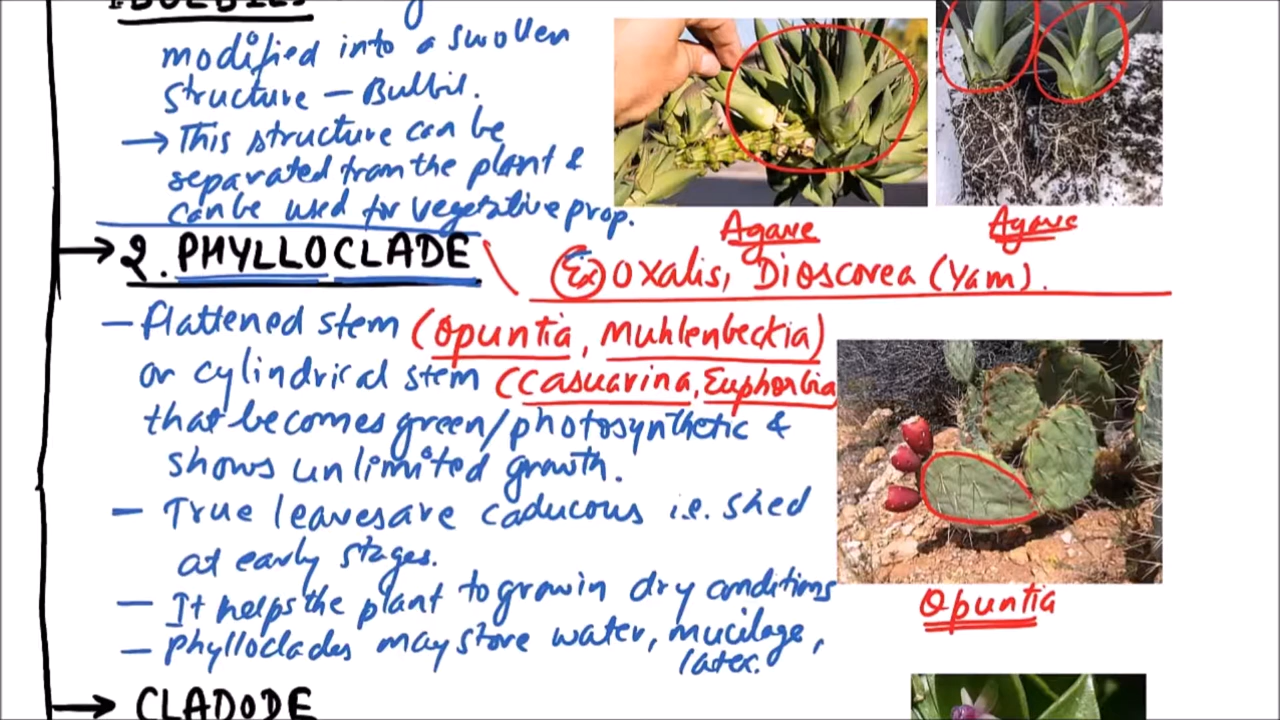 modified into a swollen
structure — Bulbil.
→ This structure can be
separated from the plant &
can be used for vegetative prop.
Agave
Agave
2. PHYLLOCLADE
Ex Oxalis, Dioscorea (Yam).
— flattened stem (Opuntia, Muhlenbeckia)
or cylindrical stem (Casuarina, Euphorbia
that becomes green/photosynthetic &
shows unlimited growth.
— True leaves are caducous i.e. shed
at early stages.
— It helps the plant to grow in dry conditions
— Phylloclades may store water, mucilage,
latex.
Opuntia
→ CLADODE